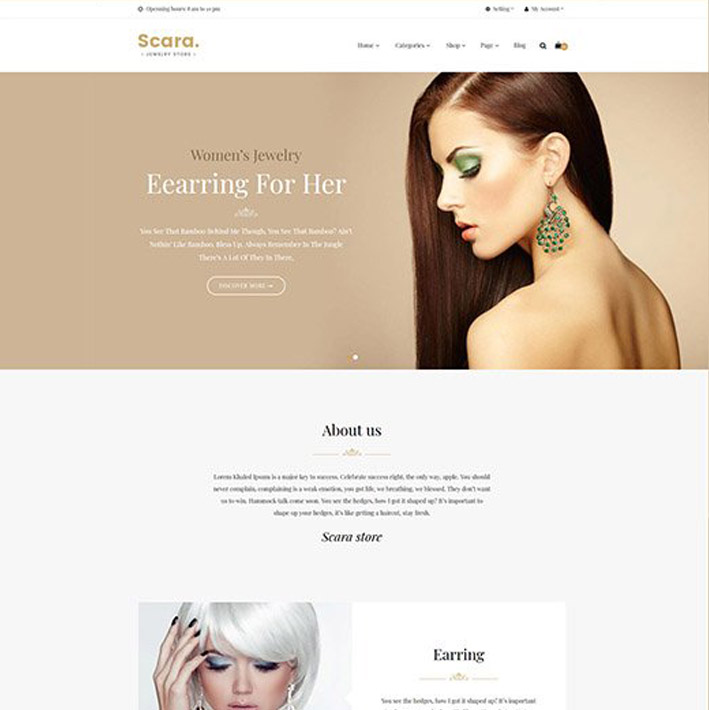 Openning hours: 8 am to 10 pm
Setting
My Account
Scara.
- JEWELRY STORE -
Home
Categories
Shop
Page
Blog
Women's Jewelry
Eearring For Her
You See That Bamboo Behind Me Though, You See That Bamboo? Ain't
Nothin' Like Bamboo. Bless Up. Always Remember In The Jungle
There's A Lot Of They In There,
DISCOVER MORE →
About us
Lorem Khaled Ipsum is a major key to success. Celebrate success right, the only way, apple. You should
never complain, complaining is a weak emotion, you got life, we breathing, we blessed. They don't want
us to win. Hammock talk come soon. You see the hedges, how I got it shaped up? It's important to
shape up your hedges, it's like getting a haircut, stay fresh.
Scara store
Earring
You see the hedges, how I got it shaped up? It's important